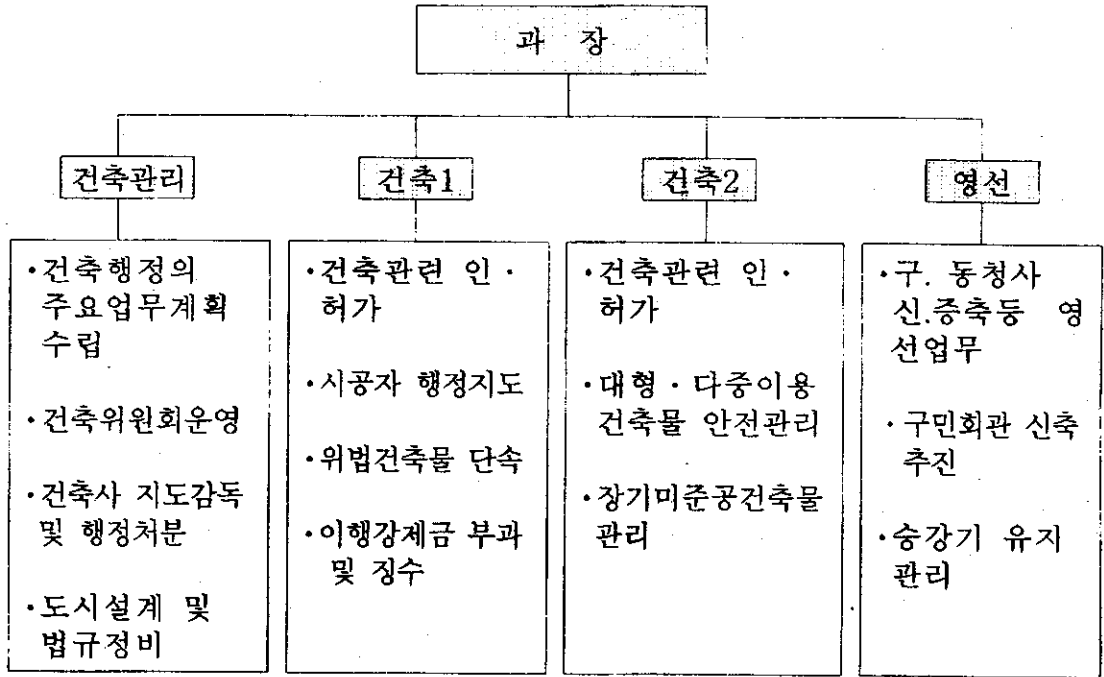 과 장
건축관리
건축1
건축2
영선
·건축행정의
주요업무계획
수립
·건축위원회운영
·건축사 지도감독
및 행정처분
·도시설계 및
법규정비
·건축관련 인·
허가
·시공자 행정지도
·위법건축물 단속
·이행강제금 부과
및 징수
·건축관련 인·
허가
·대형·다중이용
건축물 안전관리
·장기미준공건축물
관리
·구. 동청사
신.증축등 영
선업무
·구민회관 신축
추진
·승강기 유지
관리